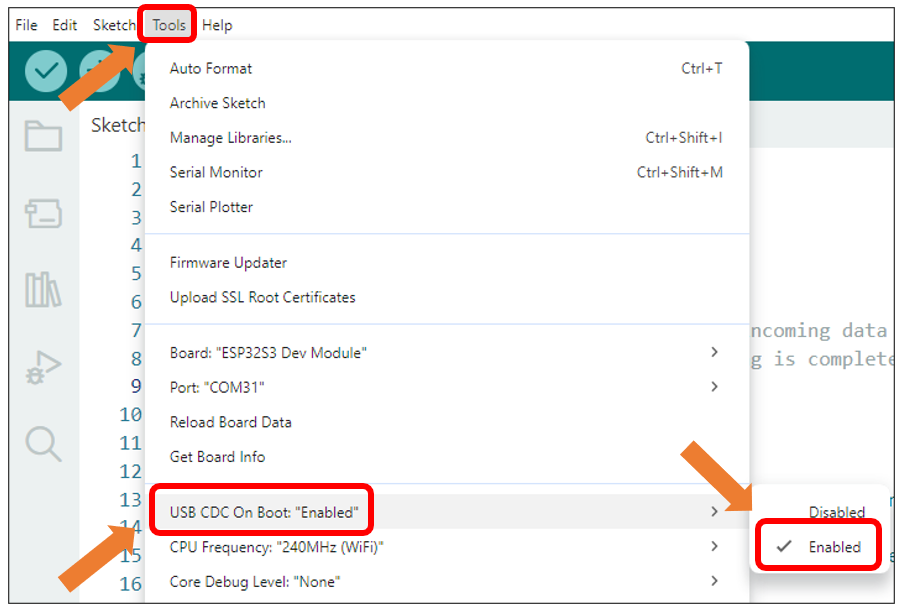 File Edit Sketch Tools Help
Auto Format Ctrl+T
Archive Sketch
Sketch
Manage Libraries... Ctrl+Shift+I
1
Serial Monitor Ctrl+Shift+M
2
Serial Plotter
3
4
Firmware Updater
5
Upload SSL Root Certificates
6
7 ncoming data
Board: "ESP32S3 Dev Module"
8 g is complete
Port: "COM31"
9
Reload Board Data
10
11
Get Board Info
12
13
USB CDC On Boot: "Enabled" Disabled
14
CPU Frequency: "240MHz (WiFi)" Enabled
15
Core Debug Level: "None"
16